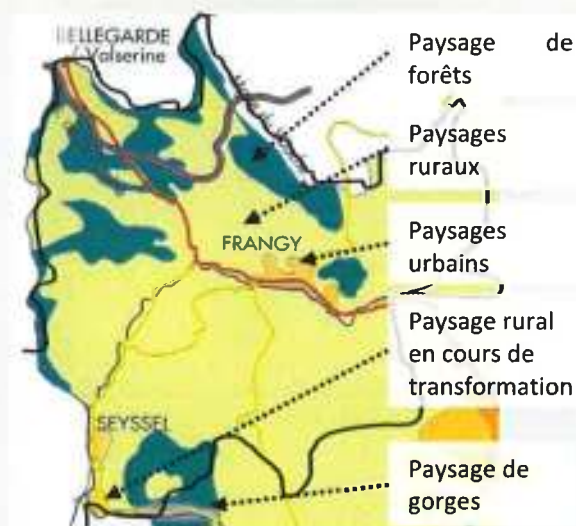 BELLEGARDE
/ Valserine
Paysage de
forêts
Paysages
ruraux
FRANGY
Paysages
urbains
Paysage rural
en cours de
transformation
SEYSSEL
Paysage de
gorges